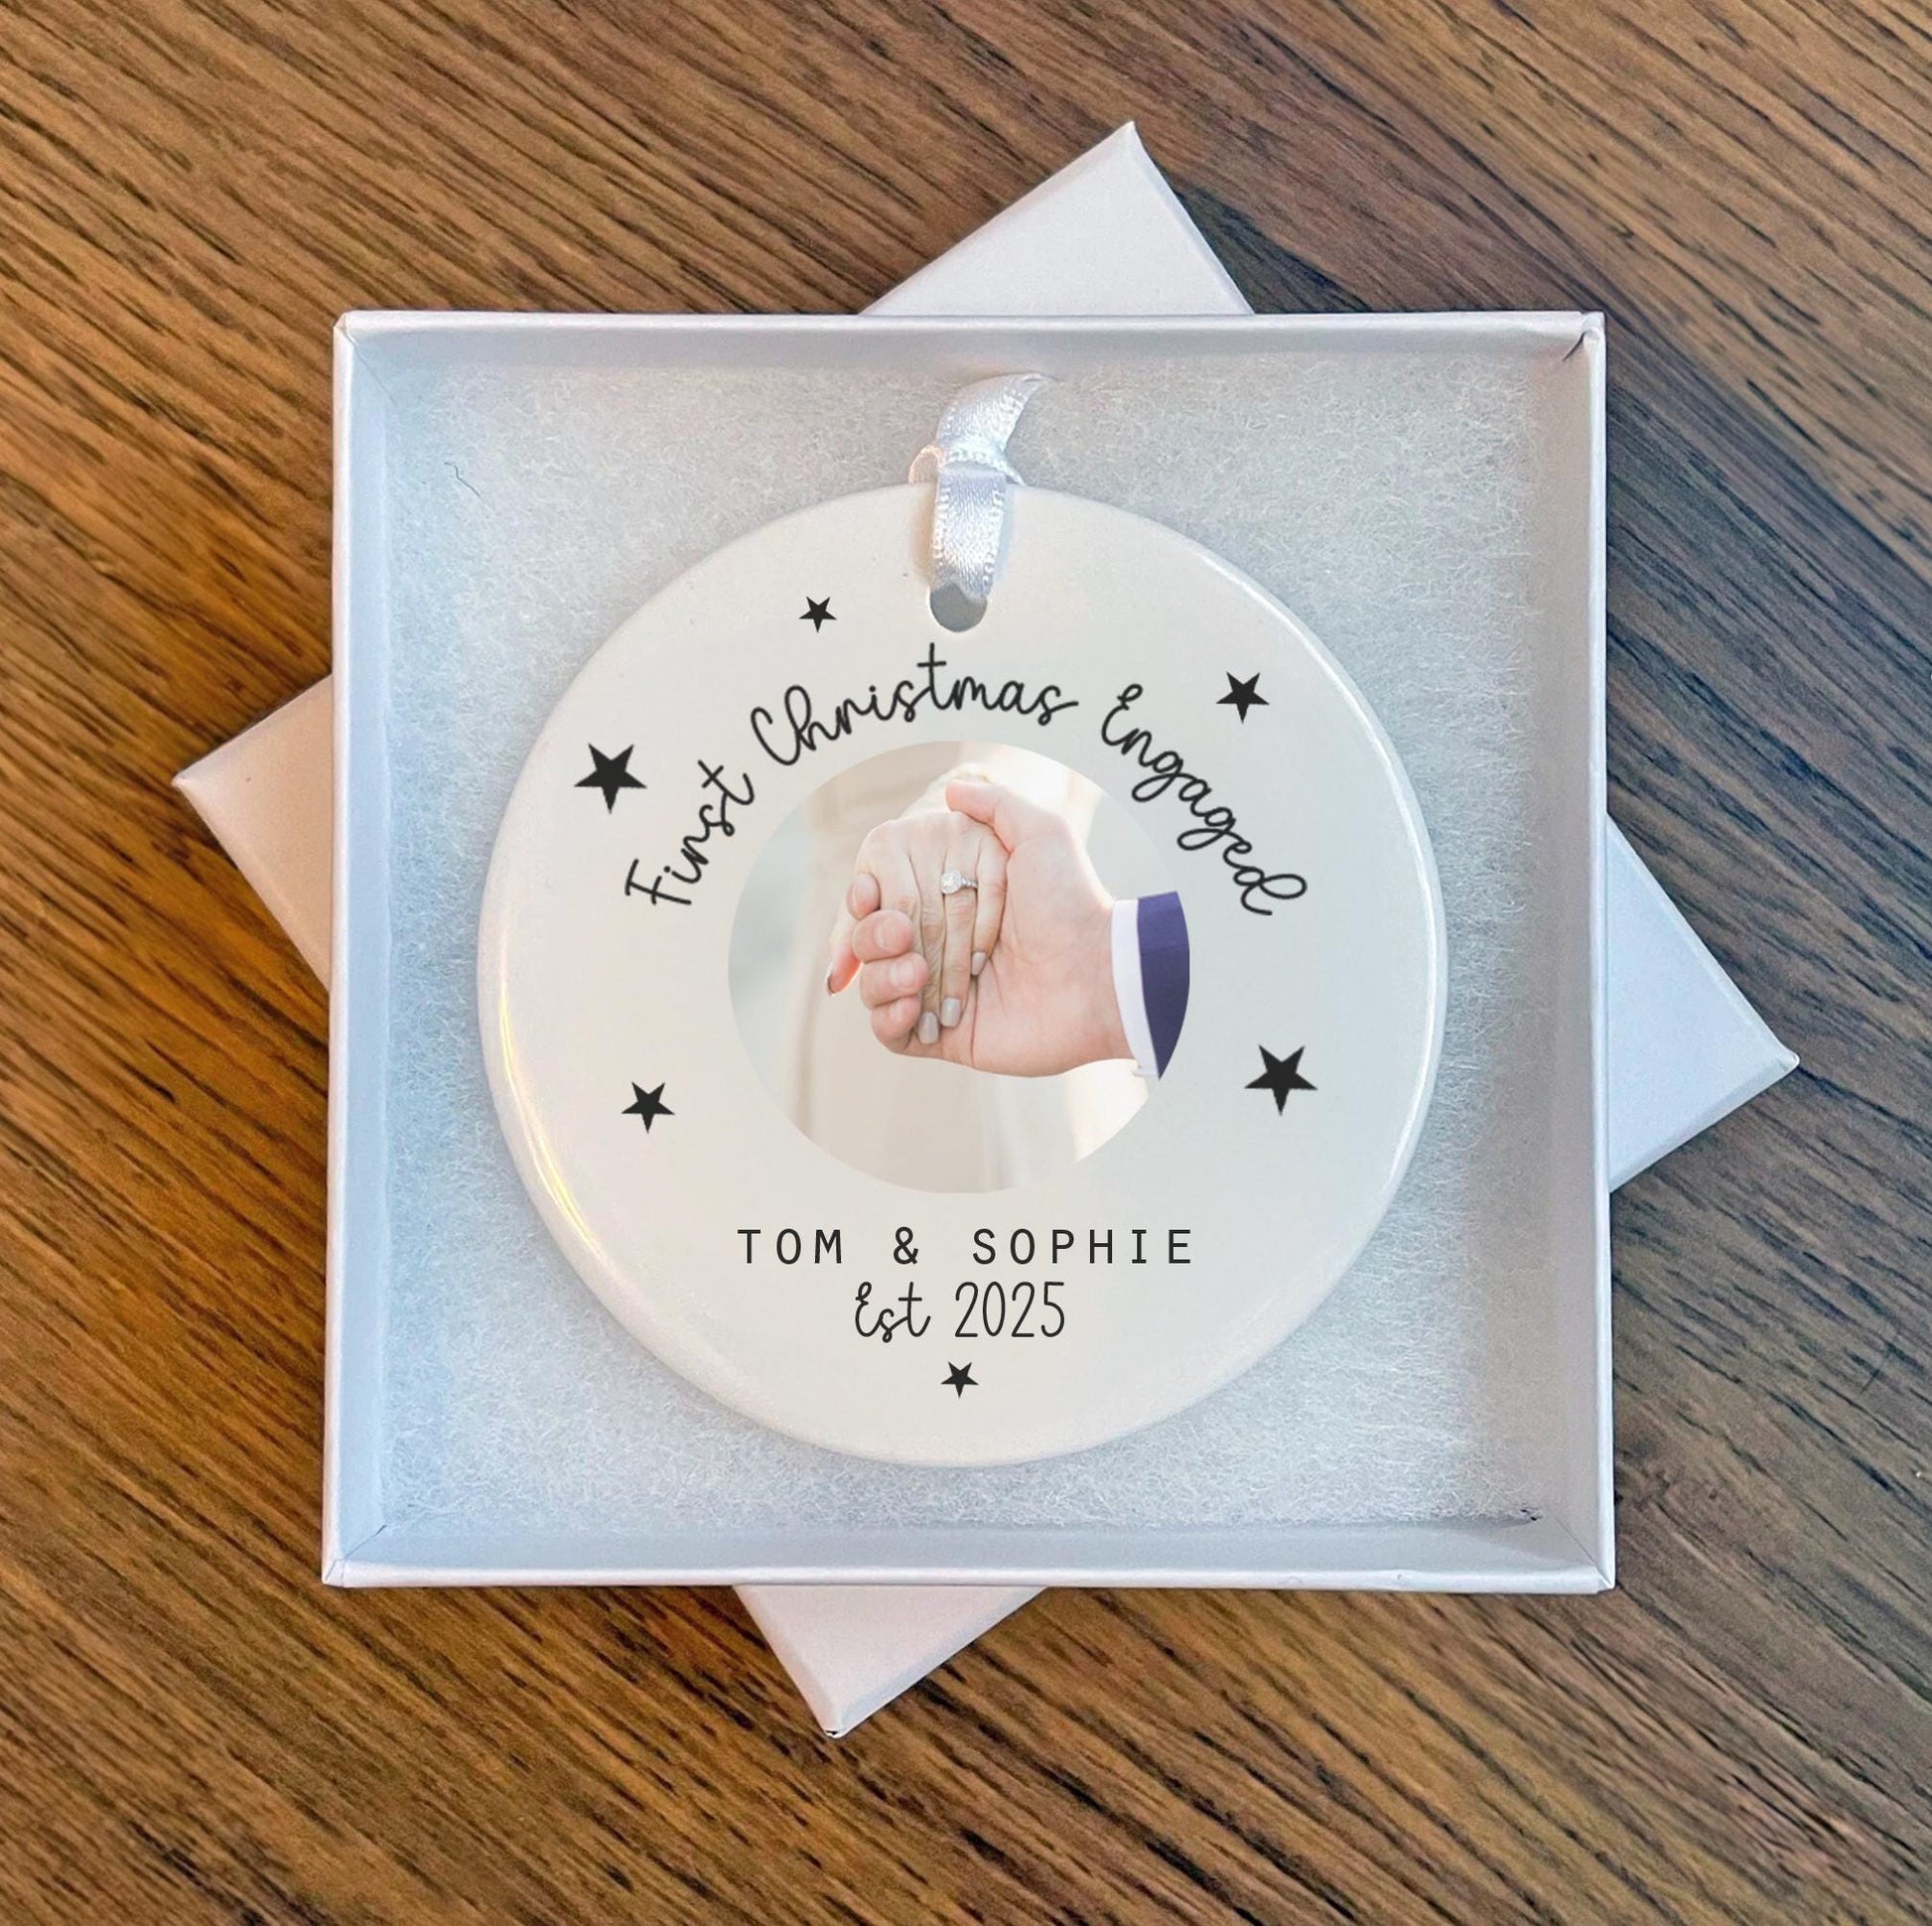 First Christmas Engaged
TOM & SOPHIE
Est 2025